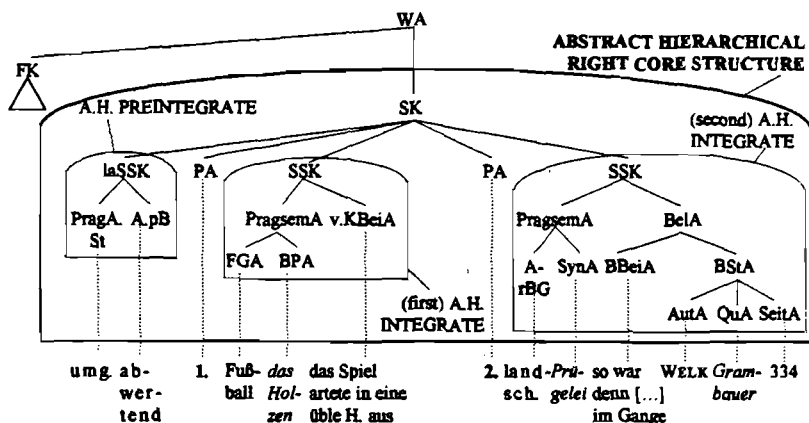 WA
ABSTRACT HIERARCHICAL
RIGHT CORE STRUCTURE
FK
A.H. PREINTEGRATE
SK
(second) A.H.
INTEGRATE
laSSK PA SSK PA SSK
PragA. A.pB PragsemA v.KBeiA PragsemA BelA
St
FGA BPA A- SynA BBeiA BStA
rBG
(first) A.H.
INTEGRATE
AutA QuA SeitA
umg. ab- 1. Fuß- das das Spiel 2. land- Prü- so war WELK Gram- 334
wer- ball Hol- artete in eine sch. gelei denn [...] bauer
tend zen üble H. aus im Gange